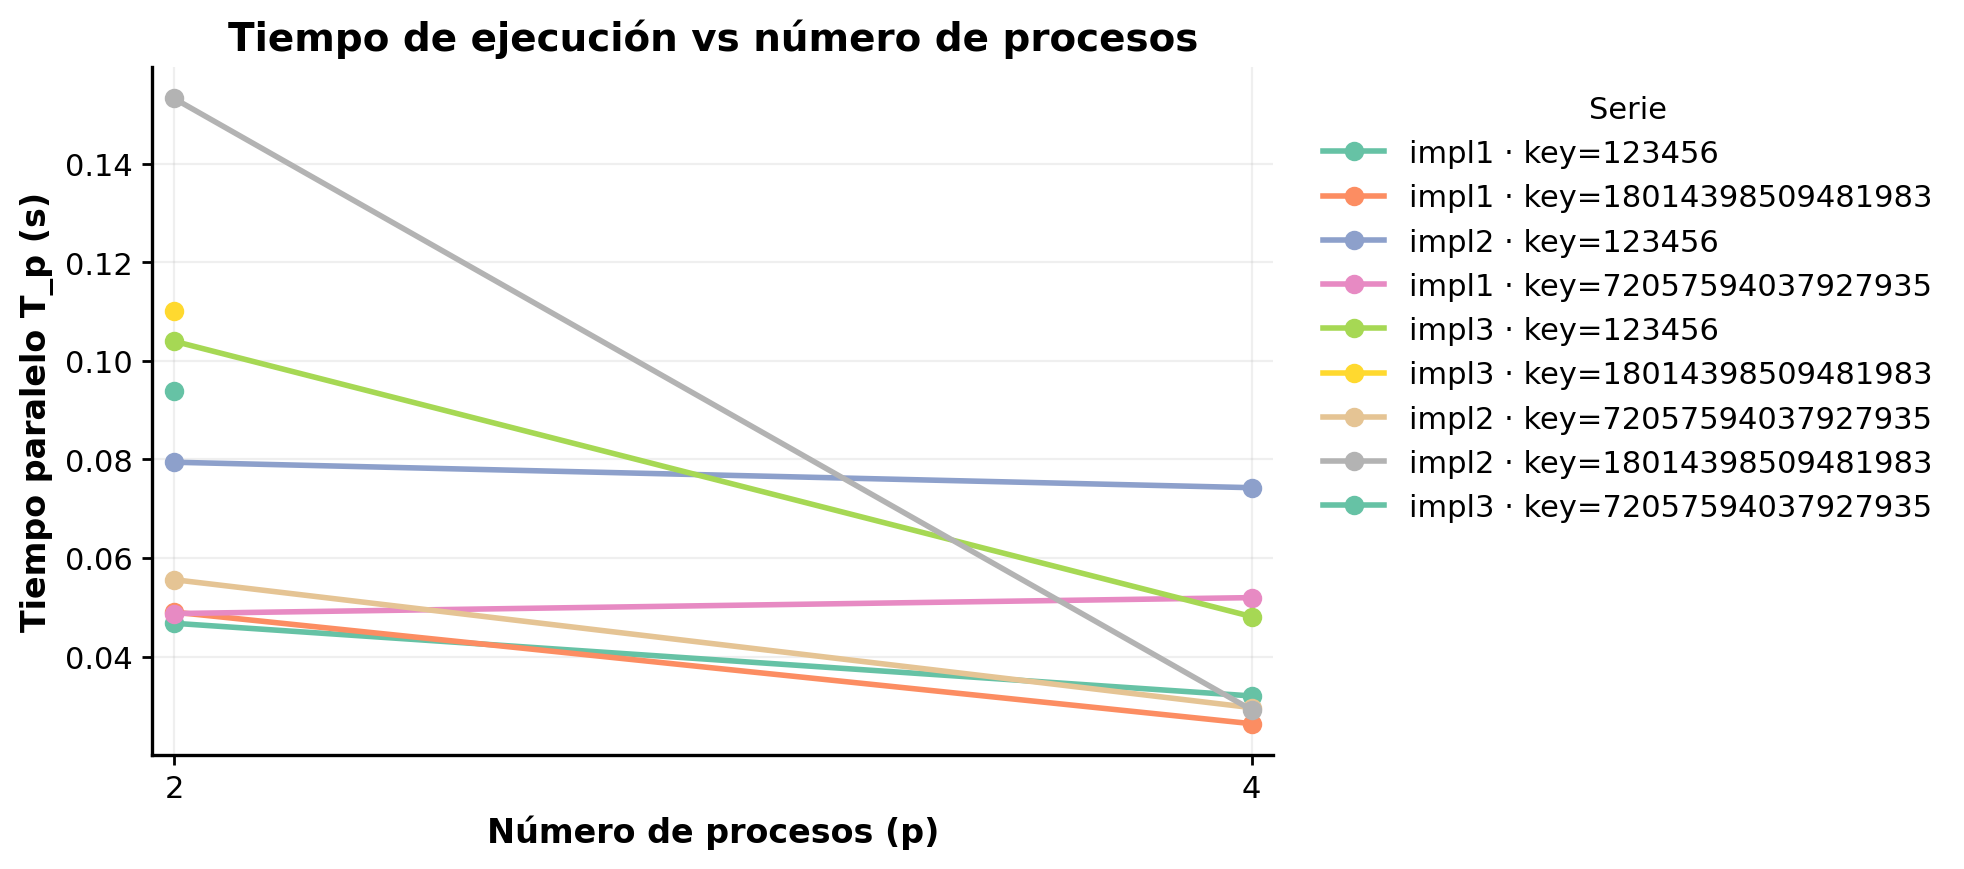 Tiempo de ejecución vs número de procesos
Tiempo paralelo T_p (s)
0.14
0.12
0.10
0.08
0.06
0.04
2
4
Número de procesos (p)
Serie
impl1 · key=123456
impl1 · key=18014398509481983
impl2 · key=123456
impl1 · key=72057594037927935
impl3 · key=123456
impl3 · key=18014398509481983
impl2 · key=72057594037927935
impl2 · key=18014398509481983
impl3 · key=72057594037927935